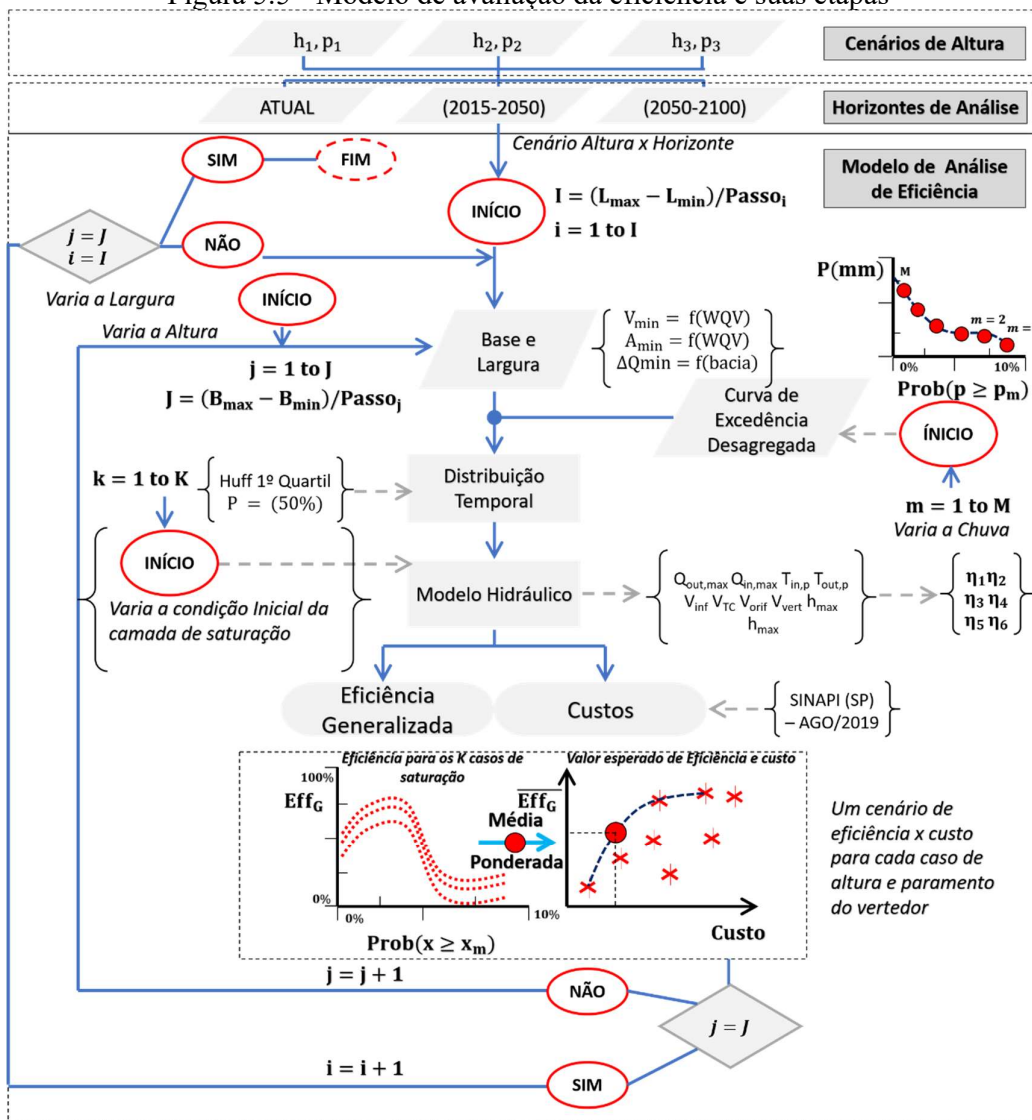 Figura 5.5 - Modelo de avaliação da eficiência e suas etapas
h₁, p₁
h₂, p₂
h₃, p₃
Cenários de Altura
ATUAL
(2015-2050)
(2050-2100)
Horizontes de Análise
Cenário Altura x Horizonte
SIM
FIM
Modelo de Análise
de Eficiência
INÍCIO
I = (Lmax − Lmin)/Passoᵢ
i = 1 to I
j = J
i = I
NÃO
Varia a Largura
INÍCIO
Varia a Altura
j = 1 to J
J = (Bmax − Bmin)/Passoⱼ
Base e
Largura
Vmin = f(WQV)
Amin = f(WQV)
ΔQmin = f(bacia)
P(mm)
M
m = 2
m =
0%
10%
Prob(p ≥ pm)
Curva de
Excedência
Desagregada
ÍNICIO
m = 1 to M
Varia a Chuva
k = 1 to K
Huff 1º Quartil
P = (50%)
Distribuição
Temporal
INÍCIO
Varia a condição Inicial da
camada de saturação
Modelo Hidráulico
Qout,max Qin,max Tin,p Tout,p
Vinf VTC Vorif Vvert hmax
hmax
η₁η₂
η₃ η₄
η₅ η₆
Eficiência
Generalizada
Custos
SINAPI (SP)
– AGO/2019
Eficiência para os K casos de
saturação
100%
EffG
0%
0%
10%
Prob(x ≥ xm)
Média
Ponderada
Valor esperado de Eficiência e custo
EffG
Custo
Um cenário de
eficiência x custo
para cada caso de
altura e paramento
do vertedor
j = j + 1
NÃO
j = J
i = i + 1
SIM